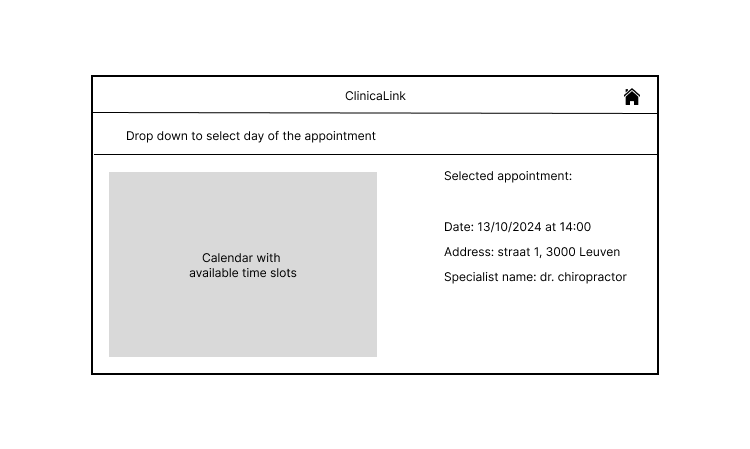 ClinicaLink
Drop down to select day of the appointment
Calendar with
available time slots
Selected appointment:
Date: 13/10/2024 at 14:00
Address: straat 1, 3000 Leuven
Specialist name: dr. chiropractor